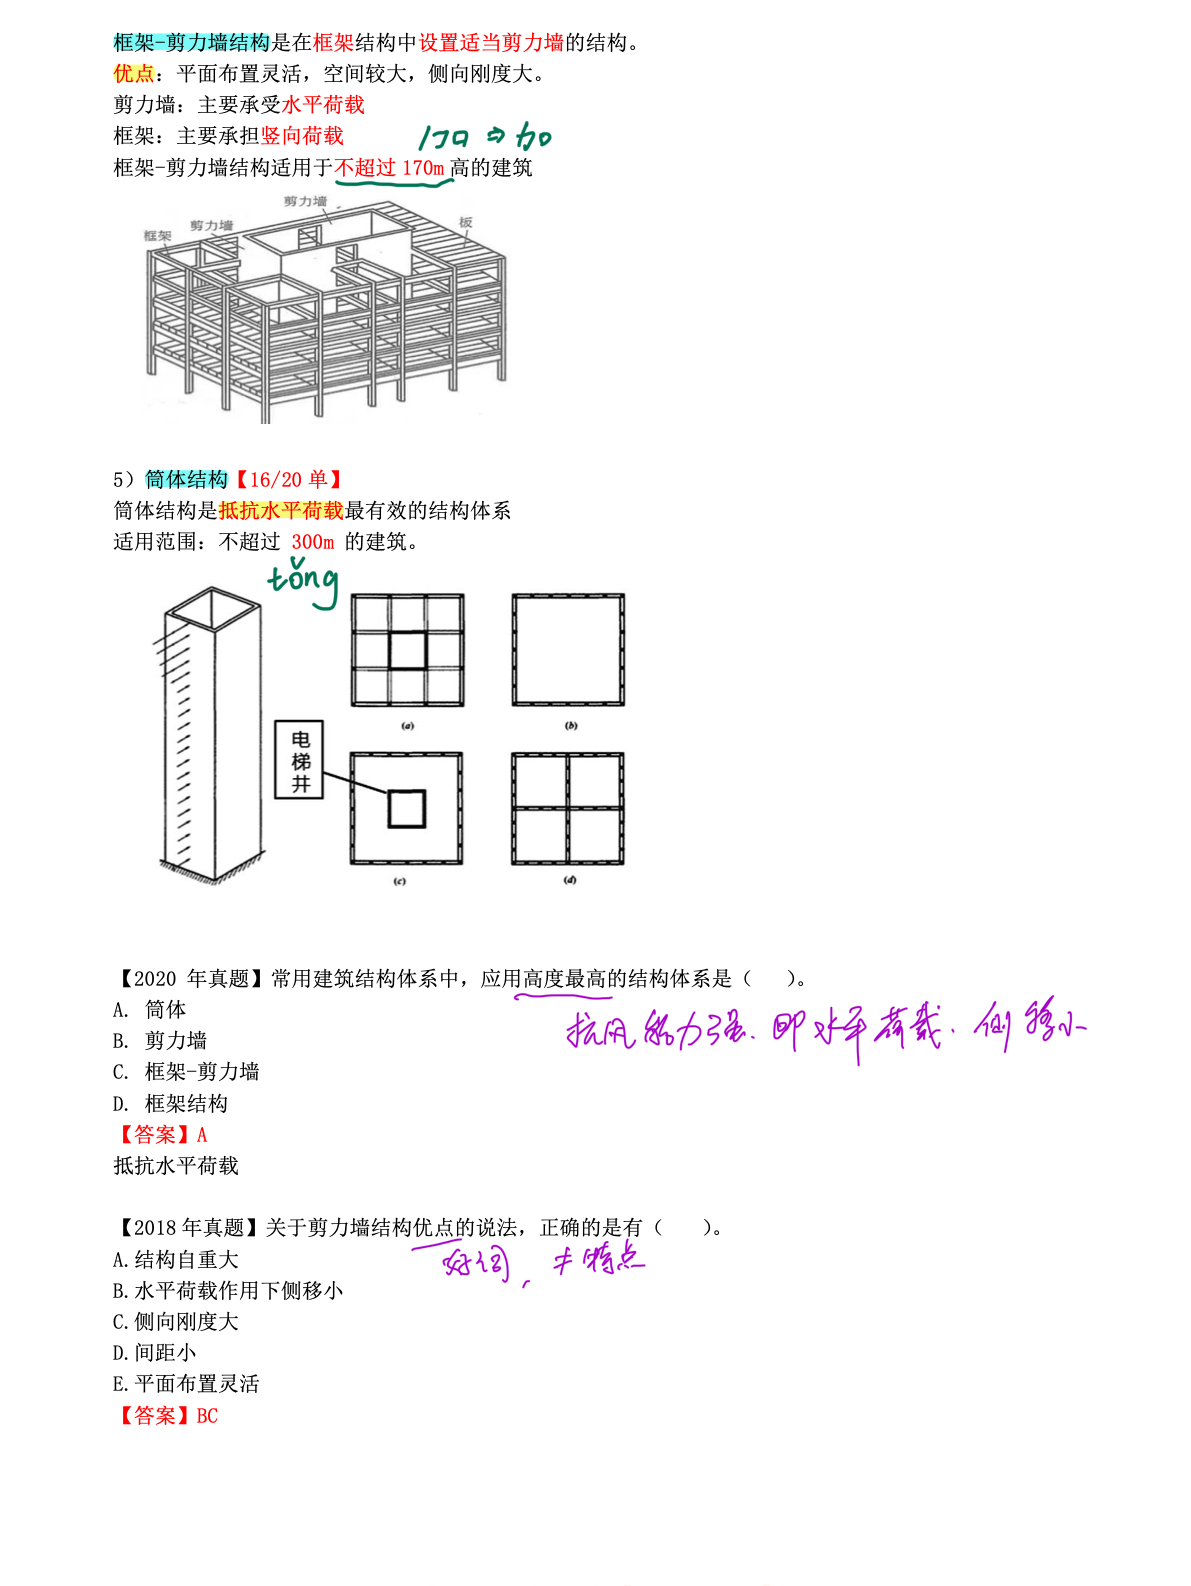 框架-剪力墙结构是在框架结构中设置适当剪力墙的结构。
优点：平面布置灵活，空间较大，侧向刚度大。
剪力墙：主要承受水平荷载
框架：主要承担竖向荷载
框架-剪力墙结构适用于不超过 170m 高的建筑
剪力墙
剪力墙
板
框架
5）筒体结构【16/20 单】
筒体结构是抵抗水平荷载最有效的结构体系
适用范围：不超过 300m 的建筑。
tǒng
(a)
(b)
电梯井
(c)
(d)
【2020 年真题】常用建筑结构体系中，应用高度最高的结构体系是（ ）。
A. 筒体
抗风能力强、即水平荷载、侧移小
B. 剪力墙
C. 框架-剪力墙
D. 框架结构
【答案】A
抵抗水平荷载
【2018 年真题】关于剪力墙结构优点的说法，正确的是有（ ）。
A.结构自重大
好词，≠特点
B.水平荷载作用下侧移小
C.侧向刚度大
D.间距小
E.平面布置灵活
【答案】BC